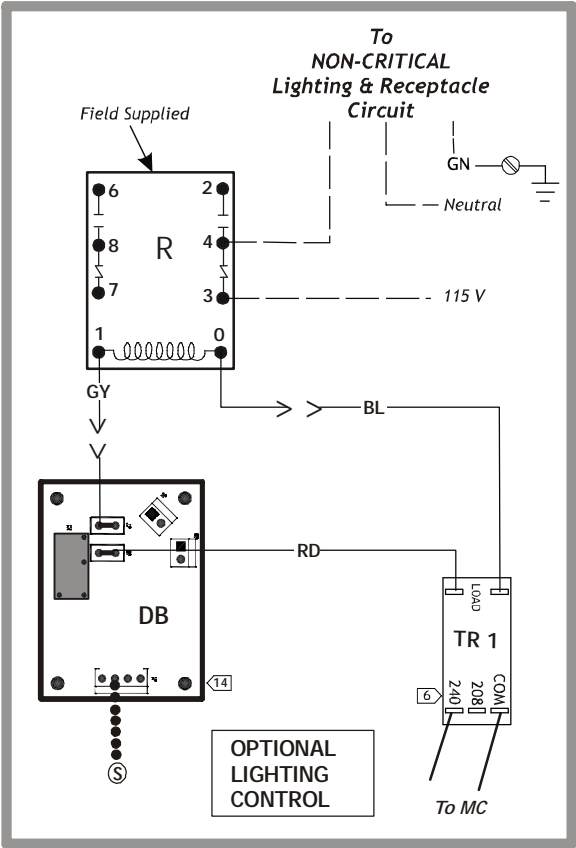 To
NON-CRITICAL
Lighting & Receptacle
Circuit
Field Supplied
GN
Neutral
6
2
8
R
4
7
3
115 V
1
0
GY
BL
RD
DB
14
S
LOAD
TR 1
6
240
208
COM
To MC
OPTIONAL
LIGHTING
CONTROL